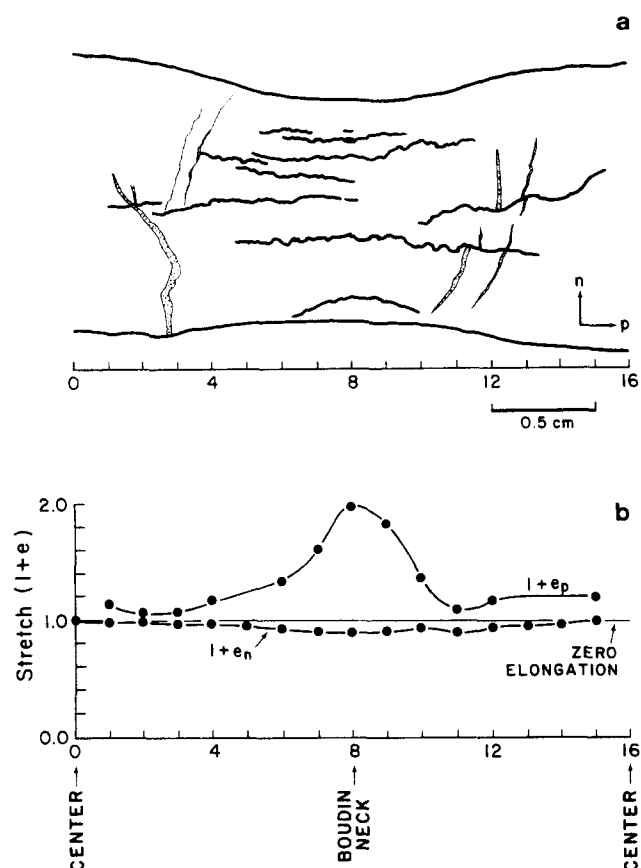 a
n
p
0 4 8 12 16
0.5 cm
b
Stretch (1+e)
2.0
1.0
0.0
1+e_p
1+e_n
ZERO
ELONGATION
0 4 8 12 16
CENTER
BOUDIN
NECK
CENTER